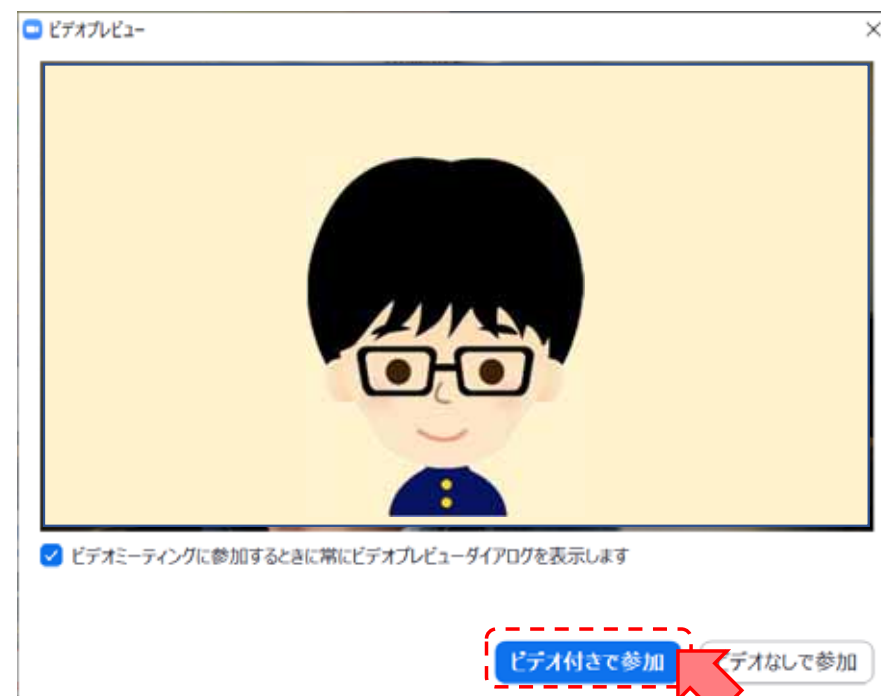 ビデオプレビュー
ビデオミーティングに参加するときに常にビデオプレビューダイアログを表示します
ビデオ付きで参加
デオなしで参加